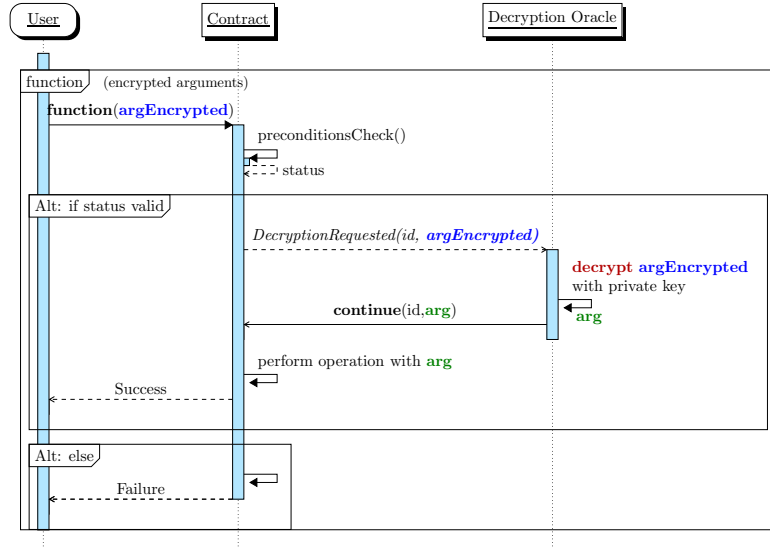 User
Contract
Decryption Oracle
function
(encrypted arguments)
function(argEncrypted)
preconditionsCheck()
status
Alt: if status valid
DecryptionRequested(id, argEncrypted)
decrypt argEncrypted
with private key
arg
continue(id,arg)
perform operation with arg
Success
Alt: else
Failure